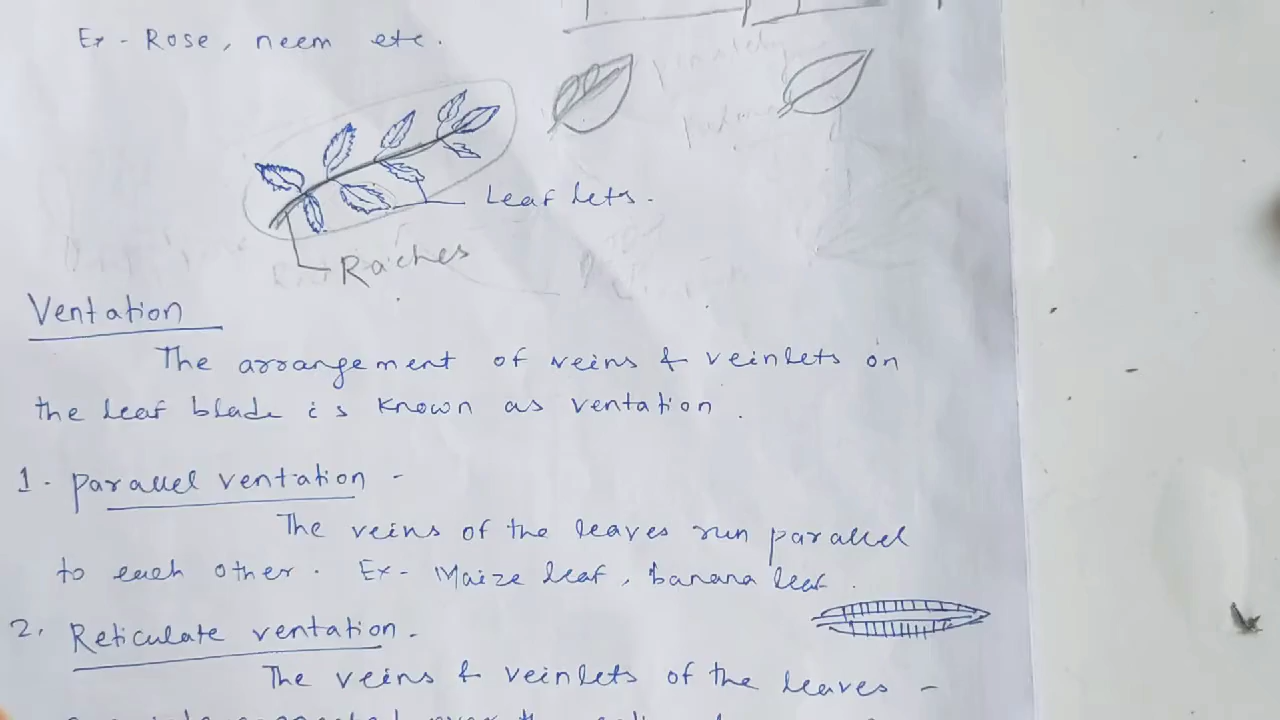 Ex - Rose, neem etc.
Leaf lets.
Raches
Ventation
The arrangement of veins & veinlets on
the leaf blade is known as ventation.
1. parallel ventation -
The veins of the leaves run parallel
to each other. Ex- Maize leaf, banana leaf.
2. Reticulate ventation.
The veins & veinlets of the leaves -